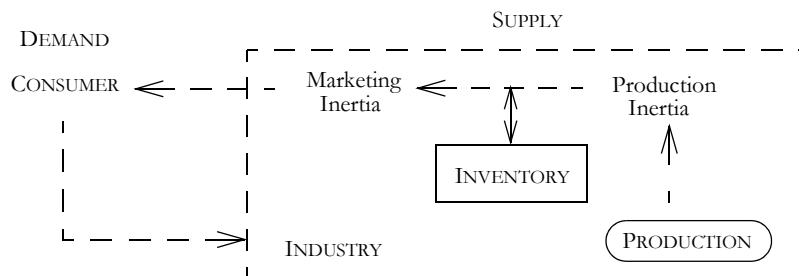 SUPPLY
DEMAND
CONSUMER
Marketing
Inertia
Production
Inertia
INVENTORY
INDUSTRY
PRODUCTION